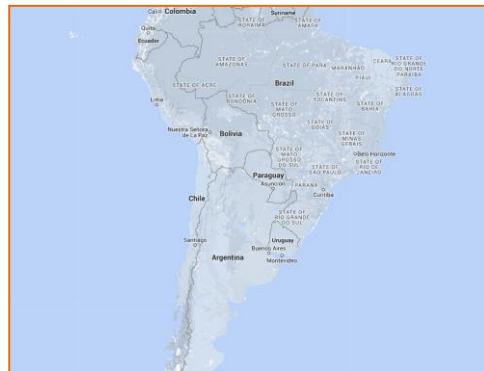 Colombia
Cali
Suriname
STATE OF
RORAIMA
STATE OF
AMAPA
Quito
Ecuador
STATE OF
AMAZONAS
STATE OF PARA
MARANHAO
CEARA
STATE OF
RIO GRANDE
DO NORTE
PARAIBA
PIAUI
STATE OF
ALAGOAS
STATE OF ACRE
Brazil
STATE OF
RONDÔNIA
STATE OF
MATO
GROSSO
STATE OF
TOCANTINS
STATE OF
BAHIA
Lima
STATE OF
GOIÁS
Nuestra Señora
de La Paz
Bolivia
STATE OF
MINAS
GERAIS
Belo Horizonte
STATE OF
MATO
GROSSO
DO SUL
STATE OF
SAO PAULO
STATE OF
RIO DE
JANEIRO
Paraguay
Asuncion
PARANA
Curitiba
Chile
STATE OF
RIO GRANDE
DO SUL
Santiago
Uruguay
Buenos Aires
Montevideo
Argentina